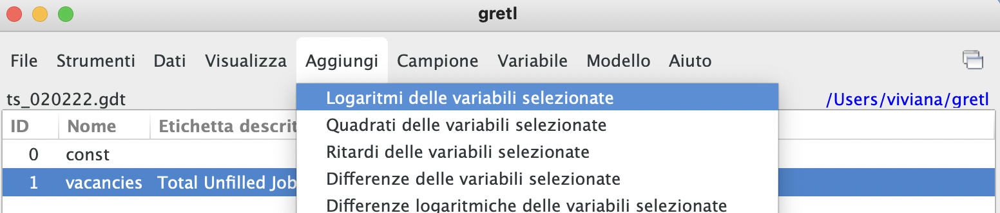 gretl
File Strumenti Dati Visualizza Aggiungi Campione Variabile Modello Aiuto
ts_020222.gdt /Users/viviana/gretl
Logaritmi delle variabili selezionate
Quadrati delle variabili selezionate
Ritardi delle variabili selezionate
Differenze delle variabili selezionate
Differenze logaritmiche delle variabili selezionate
ID Nome Etichetta descrit
0 const
1 vacancies Total Unfilled Job